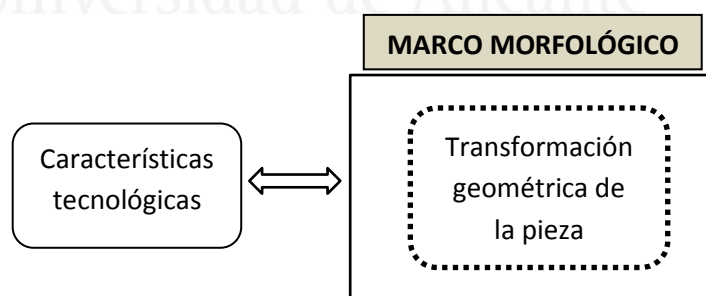 MARCO MORFOLÓGICO
Transformación
geométrica de
la pieza
Características
tecnológicas